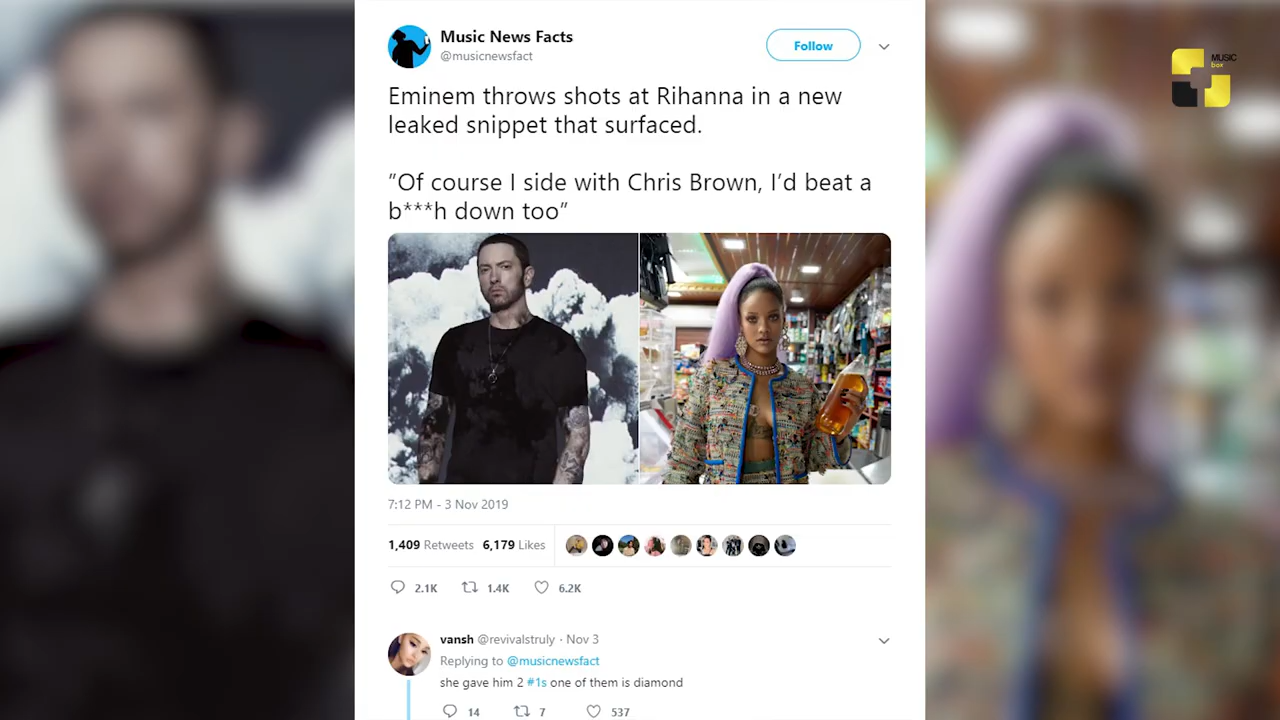 Music News Facts
@musicnewsfact
Follow
MUSIC
box
Eminem throws shots at Rihanna in a new
leaked snippet that surfaced.
"Of course I side with Chris Brown, I'd beat a
b***h down too"
7:12 PM - 3 Nov 2019
1,409 Retweets 6,179 Likes
2.1K 1.4K 6.2K
vansh @revivalstruly · Nov 3
Replying to @musicnewsfact
she gave him 2 #1s one of them is diamond
14 7 537